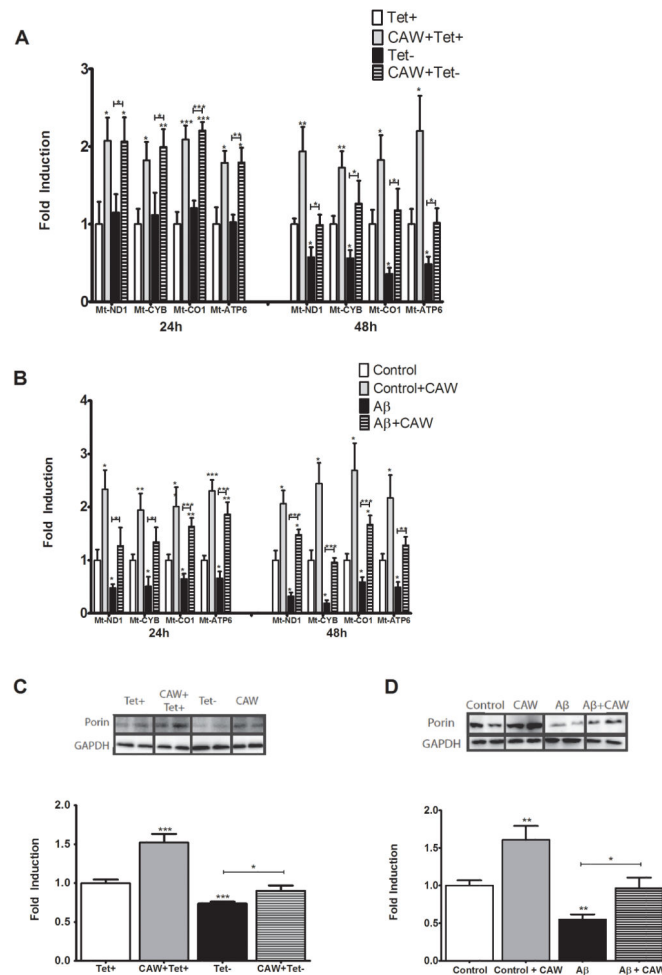 A
Tet+
CAW+Tet+
Tet-
CAW+Tet-
Fold Induction
3
2
1
0
Mt-ND1 Mt-CYB Mt-CO1 Mt-ATP6
24h
Mt-ND1 Mt-CYB Mt-CO1 Mt-ATP6
48h
B
Control
Control+CAW
Aβ
Aβ+CAW
Fold Induction
4
3
2
1
0
Mt-ND1 Mt-CYB Mt-CO1 Mt-ATP6
24h
Mt-ND1 Mt-CYB Mt-CO1 Mt-ATP6
48h
C
Tet+ CAW+ Tet+ Tet- CAW
Porin
GAPDH
Fold Induction
2.0
1.5
1.0
0.5
0.0
***
***
*
Tet+ CAW+Tet+ Tet- CAW+Tet-
D
Control CAW Aβ Aβ+CAW
Porin
GAPDH
Fold Induction
2.0
1.5
1.0
0.5
0.0
**
**
*
Control Control + CAW Aβ Aβ + CAW